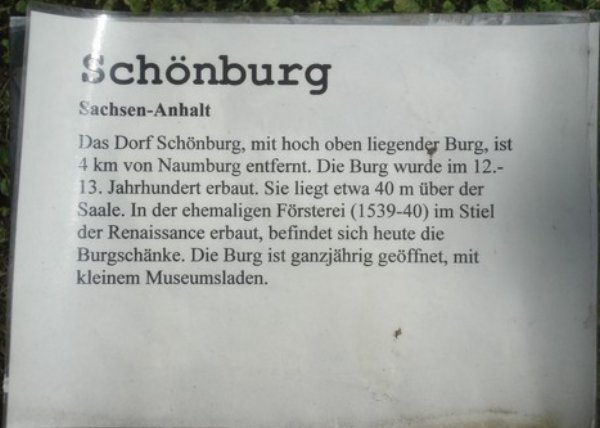 Schönburg
Sachsen-Anhalt
Das Dorf Schönburg, mit hoch oben liegender Burg, ist
4 km von Naumburg entfernt. Die Burg wurde im 12.-
13. Jahrhundert erbaut. Sie liegt etwa 40 m über der
Saale. In der ehemaligen Försterei (1539-40) im Stiel
der Renaissance erbaut, befindet sich heute die
Burgschänke. Die Burg ist ganzjährig geöffnet, mit
kleinem Museumsladen.